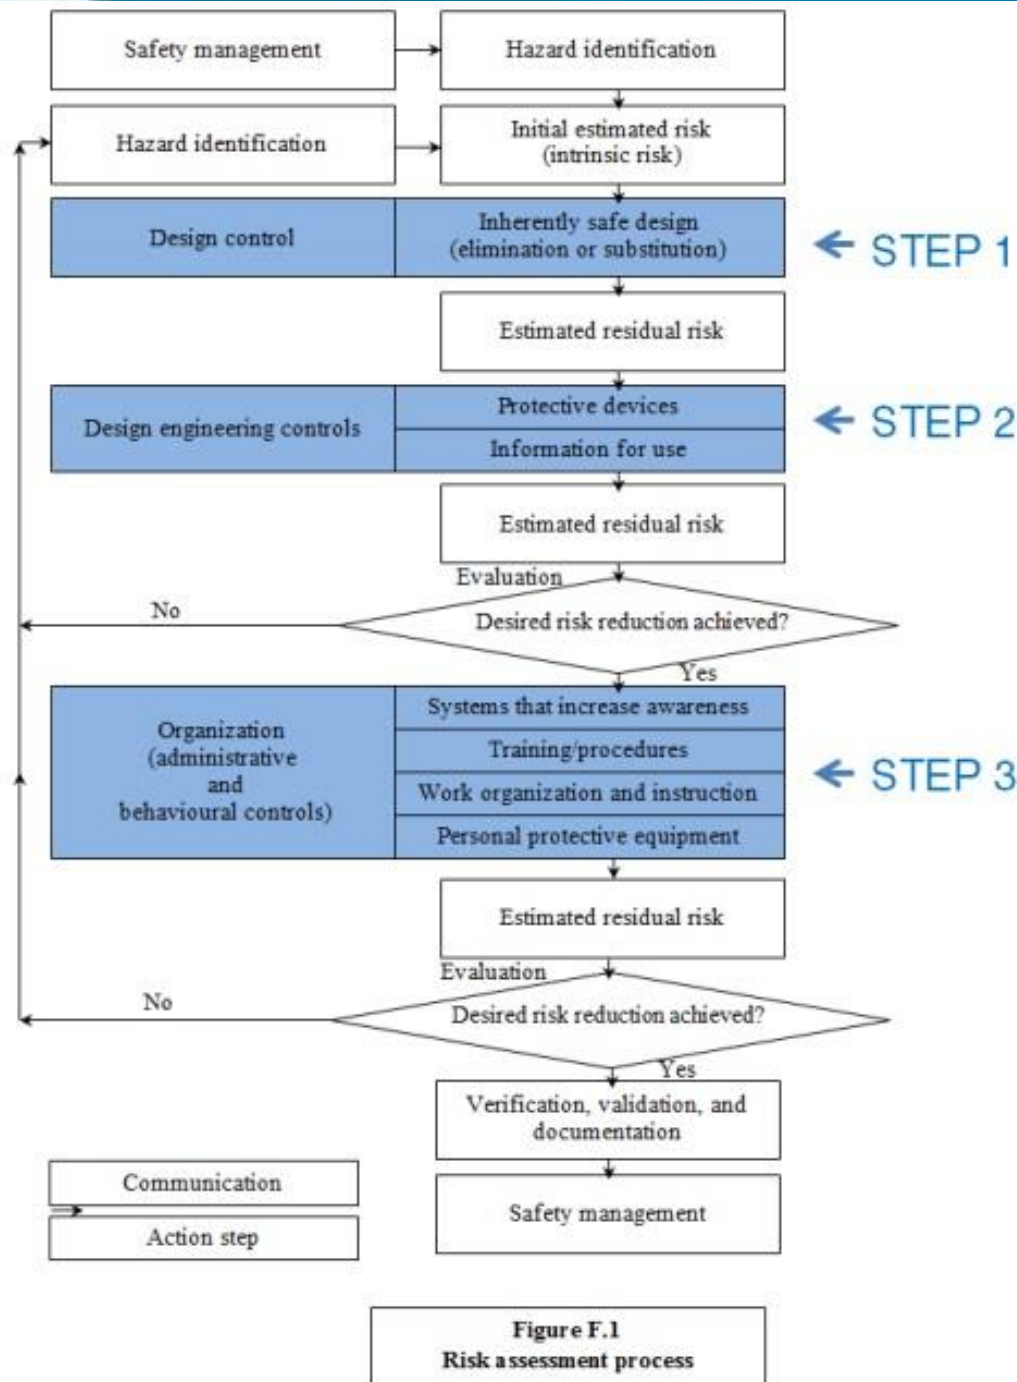 Safety management
Hazard identification
Hazard identification
Initial estimated risk
(intrinsic risk)
Design control
Inherently safe design
(elimination or substitution)
STEP 1
Estimated residual risk
Design engineering controls
Protective devices
Information for use
STEP 2
Estimated residual risk
Evaluation
No
Desired risk reduction achieved?
Yes
Organization
(administrative
and
behavioural controls)
Systems that increase awareness
Training/procedures
Work organization and instruction
Personal protective equipment
STEP 3
Estimated residual risk
Evaluation
No
Desired risk reduction achieved?
Yes
Verification, validation, and
documentation
Communication
Action step
Safety management
Figure F.1
Risk assessment process